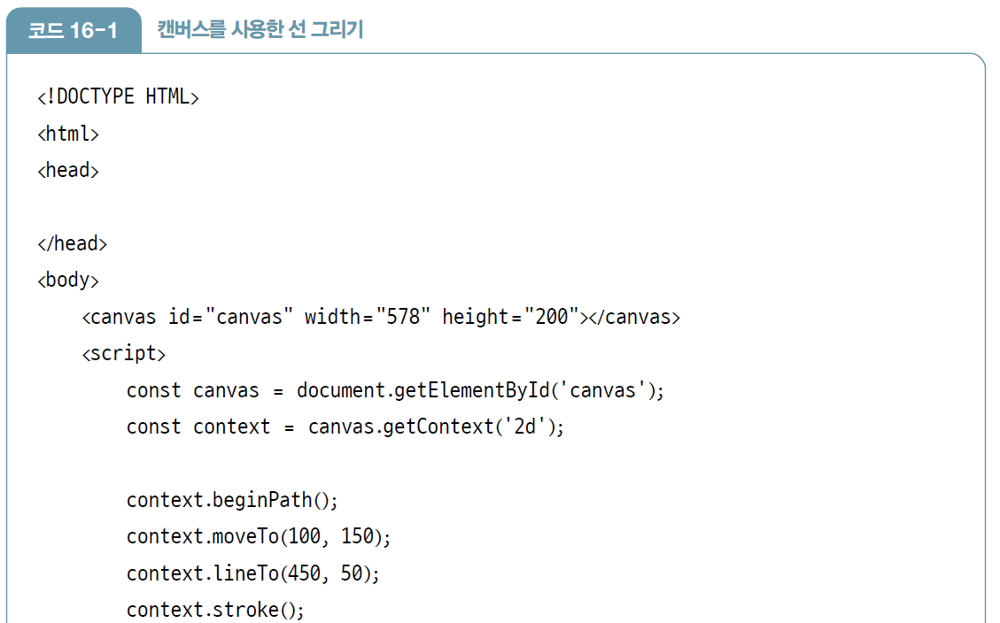 코드 16-1 캔버스를 사용한 선 그리기
<!DOCTYPE HTML>
<html>
<head>
</head>
<body>
<canvas id="canvas" width="578" height="200"></canvas>
<script>
const canvas = document.getElementById('canvas');
const context = canvas.getContext('2d');
context.beginPath();
context.moveTo(100, 150);
context.lineTo(450, 50);
context.stroke();